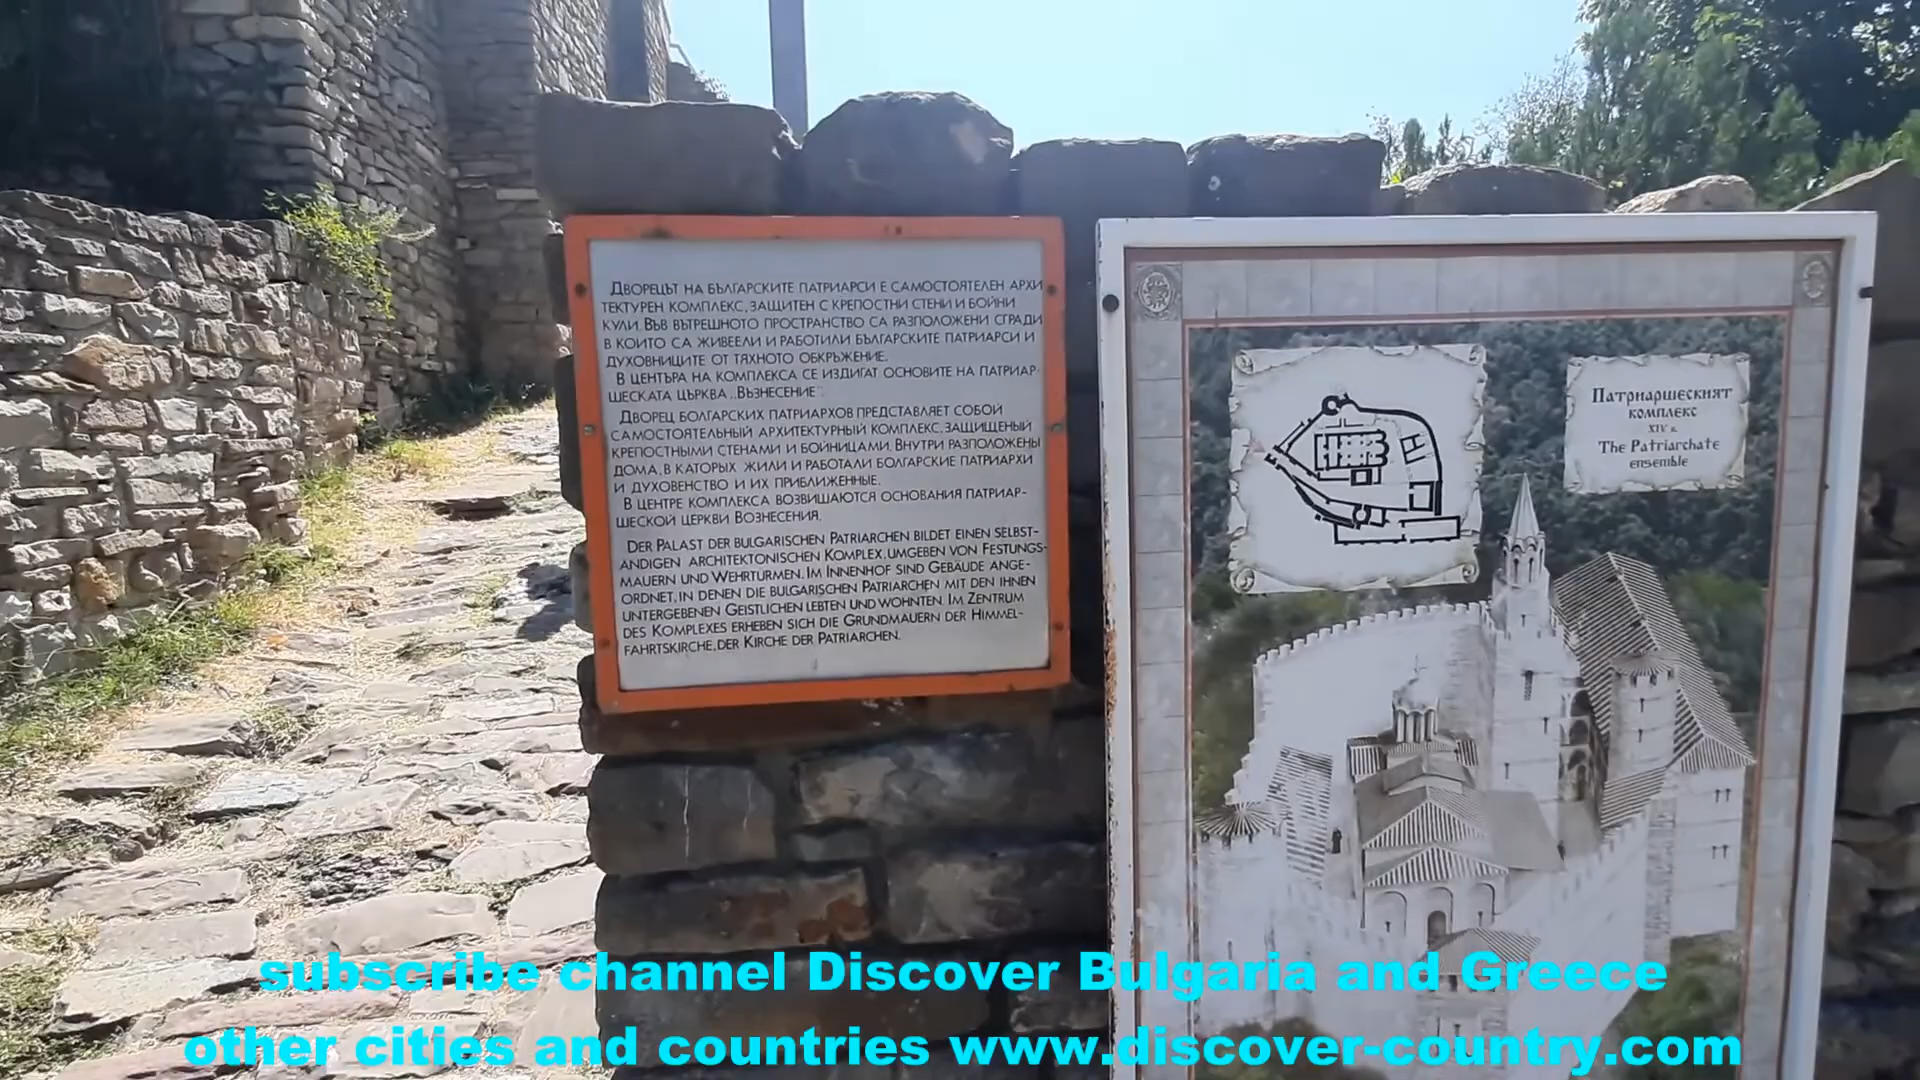 Дворецът на българските патриарси е самостоятелен архи
тектурен комплекс, защитен с крепостни стени и бойни
кули. Във вътрешното пространство са разположени сгради
в които са живеели и работили българските патриарси и
духовниците от тяхното обкръжение.
В центъра на комплекса се издигат основите на патриар-
шеската църква „Възнесение".
Дворец болгарских патриархов представляет собой
самостоятельный архитектурный комплекс, защищеный
крепостными стенами и бойницами. Внутри разположены
дома, в каторых жили и работали болгарские патриархи
и духовенство и их приближенные.
В центре комплекса возвишаются основания патриар-
шеской церкви Вознесения.
Der Palast der bulgarischen Patriarchen bildet einen selbst-
andigen architektonischen Komplex, umgeben von Festungs-
mauern und Wehrturmen. Im Innenhof sind Gebäude ange-
ordnet, in denen die bulgarischen Patriarchen mit den ihnen
untergebenen Geistlichen lebten und wohnten. Im Zentrum
des Komplexes erheben sich die Grundmauern der Himmel-
fahrtskirche, der Kirche der Patriarchen.
Патриаршеският
комплекс
XIV в.
The Patriarchate
ensemble
subscribe channel Discover Bulgaria and Greece
other cities and countries www.discover-country.com